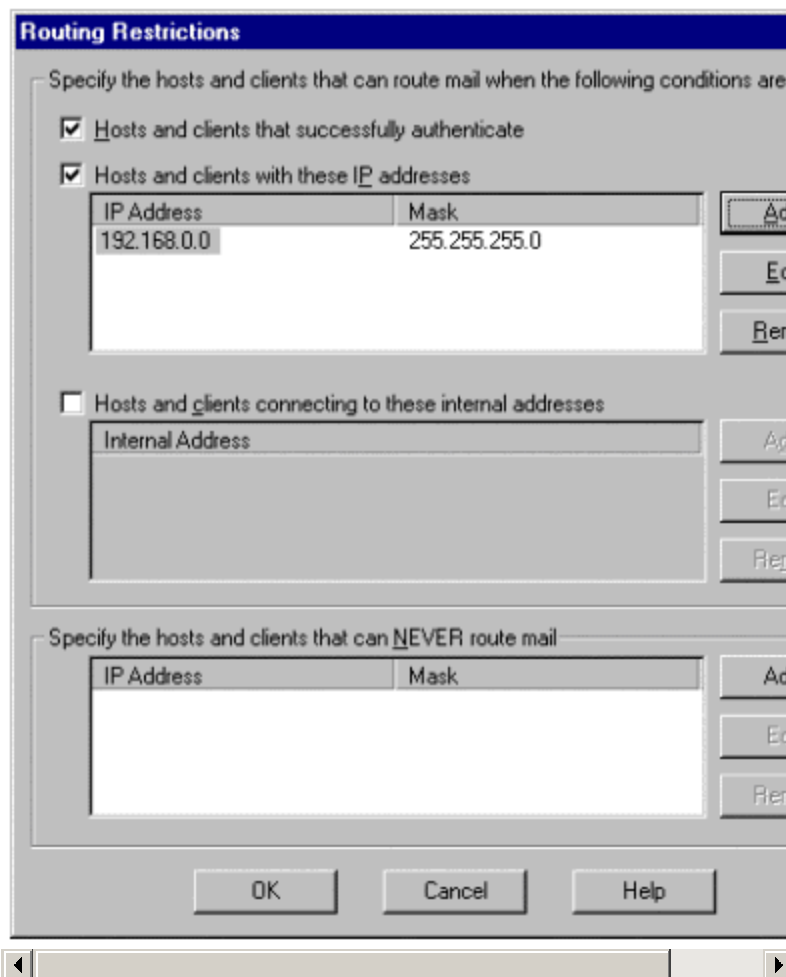 Routing Restrictions
Specify the hosts and clients that can route mail when the following conditions are
Hosts and clients that successfully authenticate
Hosts and clients with these IP addresses
IP Address Mask
192.168.0.0 255.255.255.0
Hosts and clients connecting to these internal addresses
Internal Address
Specify the hosts and clients that can NEVER route mail
IP Address Mask
OK Cancel Help